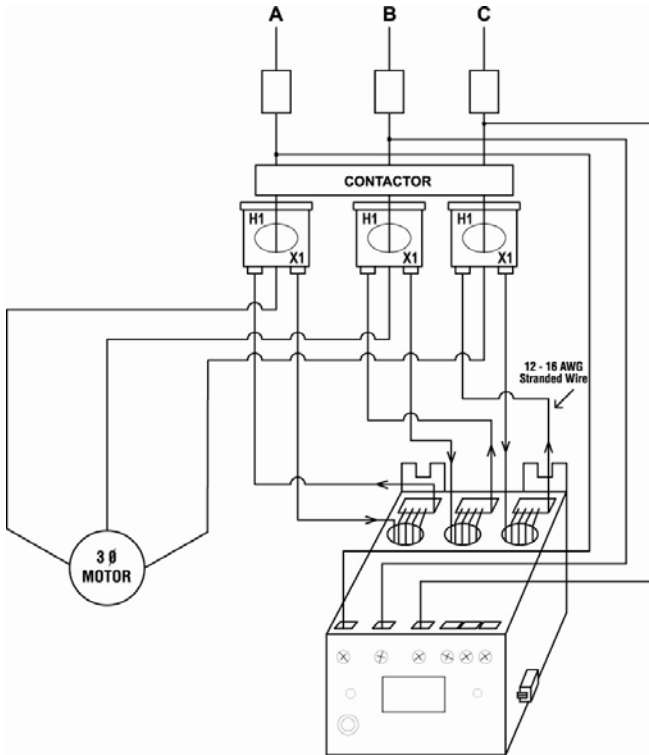 A B C
CONTACTOR
H1 H1 H1
X1 X1 X1
12 - 16 AWG
Stranded Wire
3 Ø
MOTOR